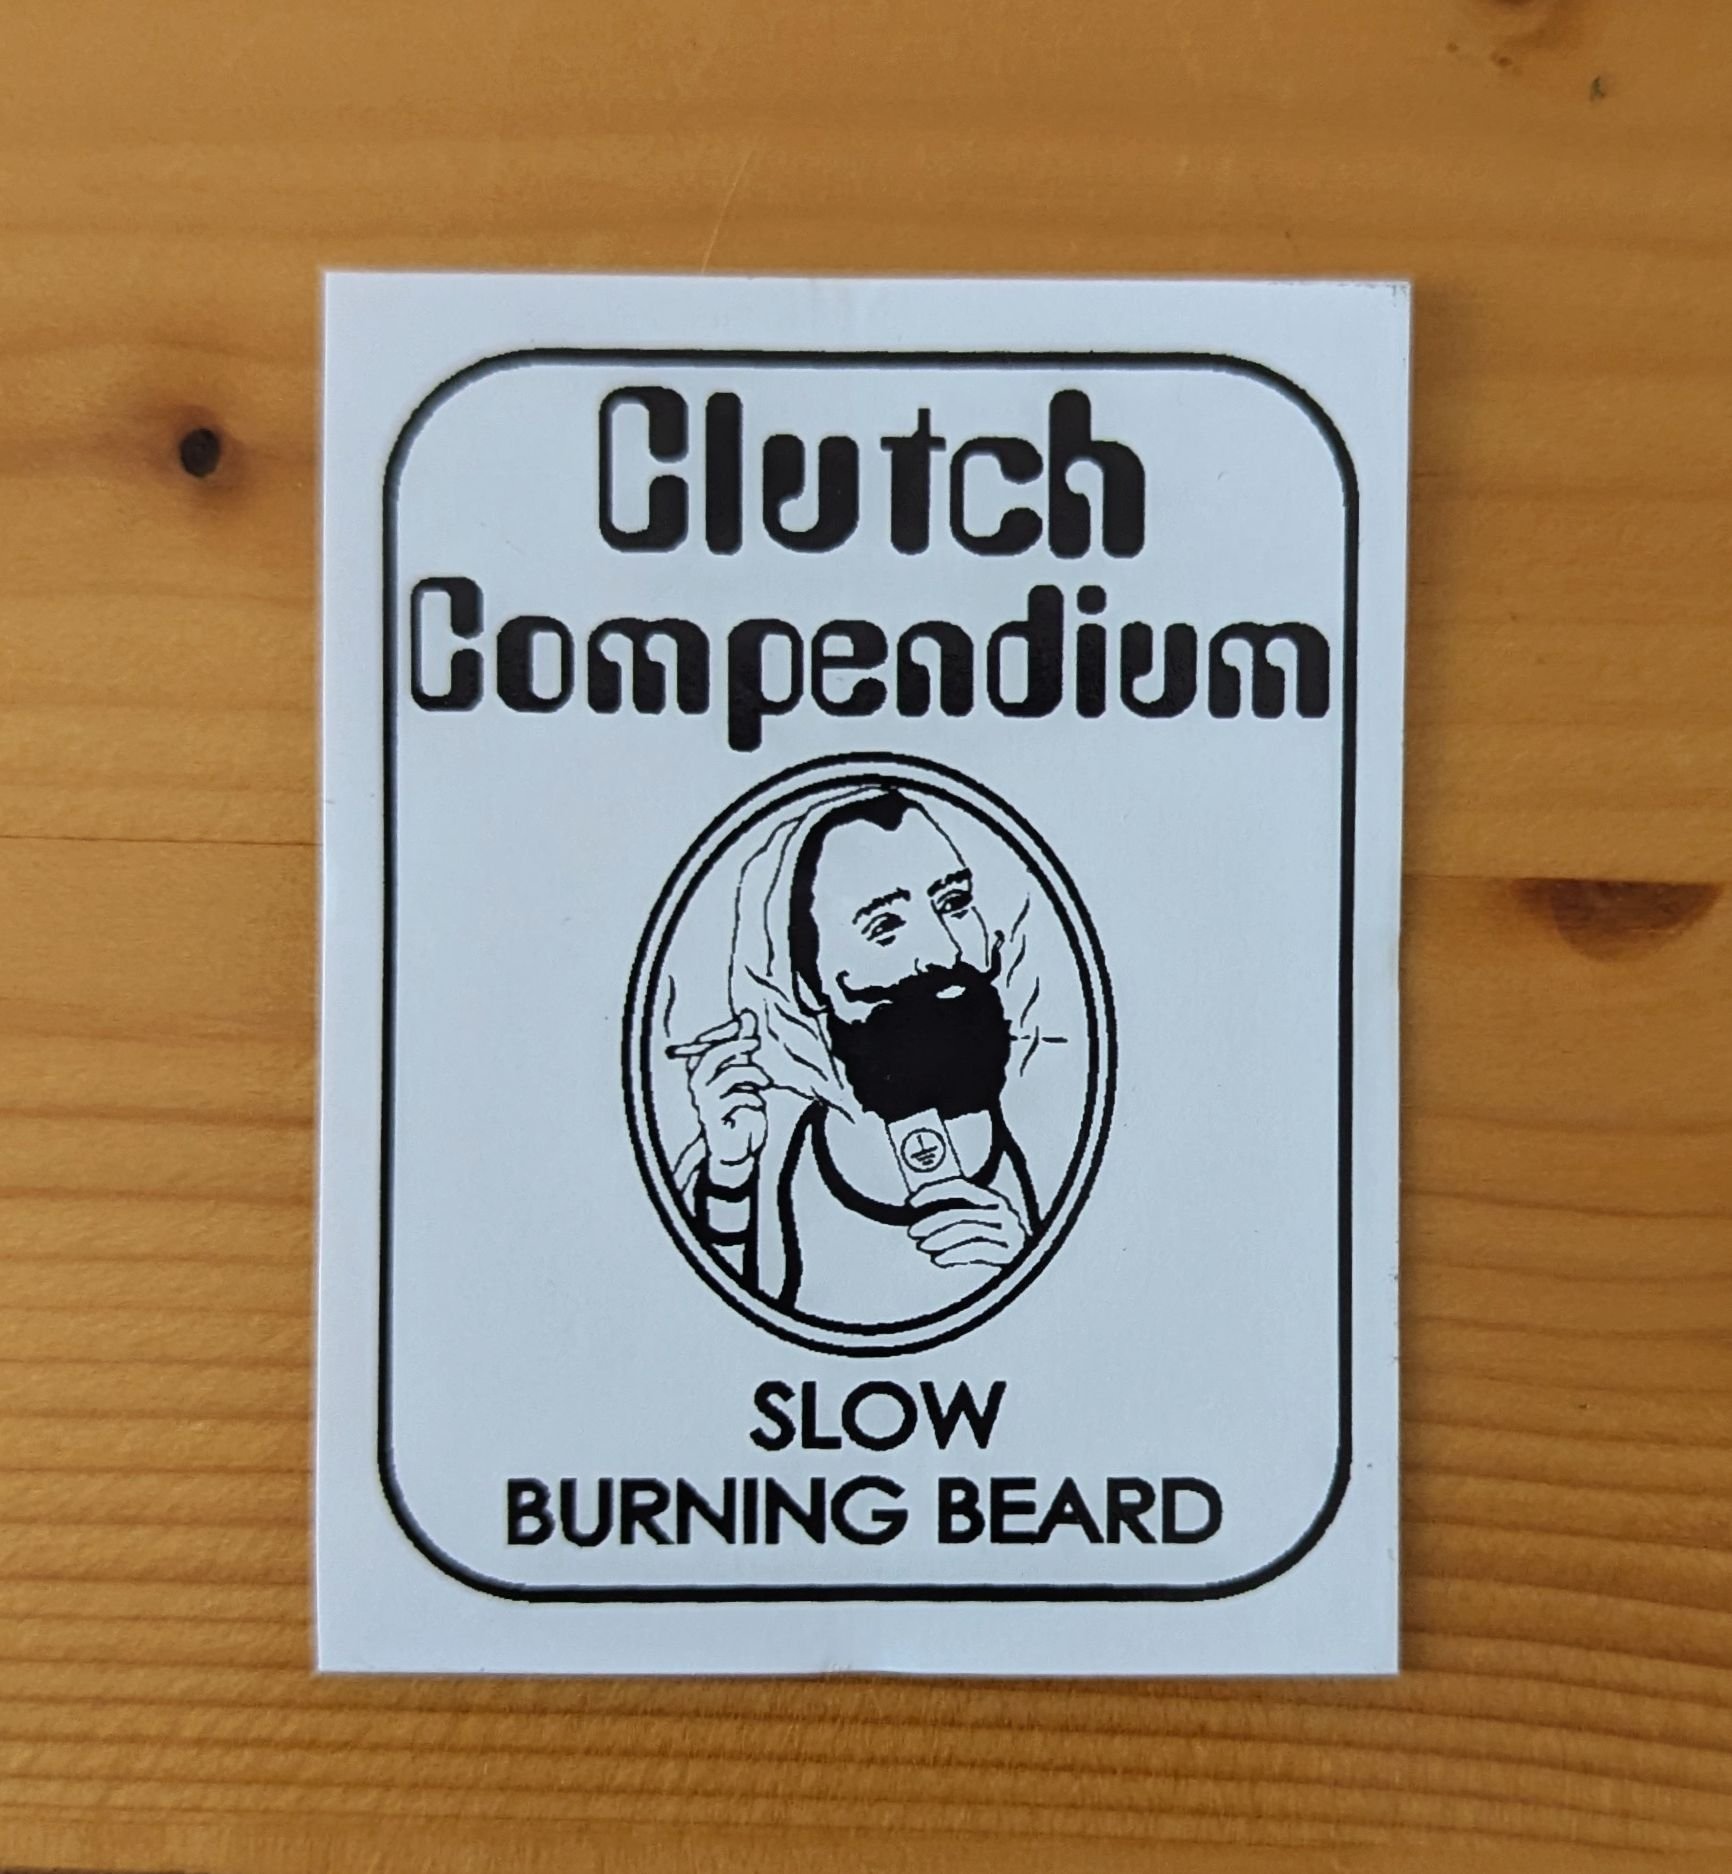 Clutch
Compendium
SLOW
BURNING BEARD